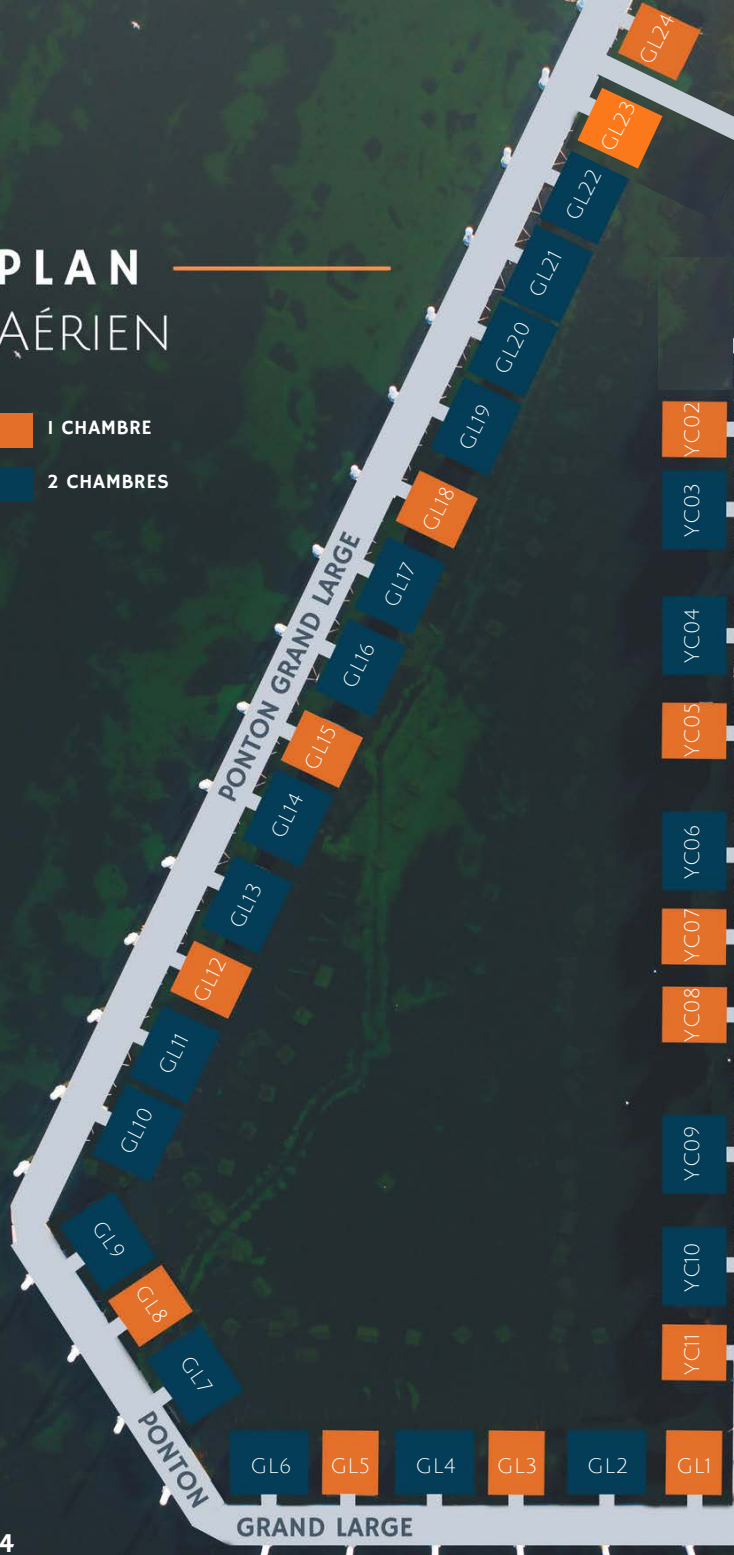 PLAN
AÉRIEN
1 CHAMBRE
2 CHAMBRES
GL24
GL23
GL22
GL21
GL20
GL19
GL18
GL17
GL16
GL15
GL14
GL13
GL12
GL11
GL10
GL9
GL8
GL7
PONTON GRAND LARGE
YC02
YC03
YC04
YC05
YC06
YC07
YC08
YC09
YC10
YC11
GL6 GL5 GL4 GL3 GL2 GL1
PONTON
GRAND LARGE
4